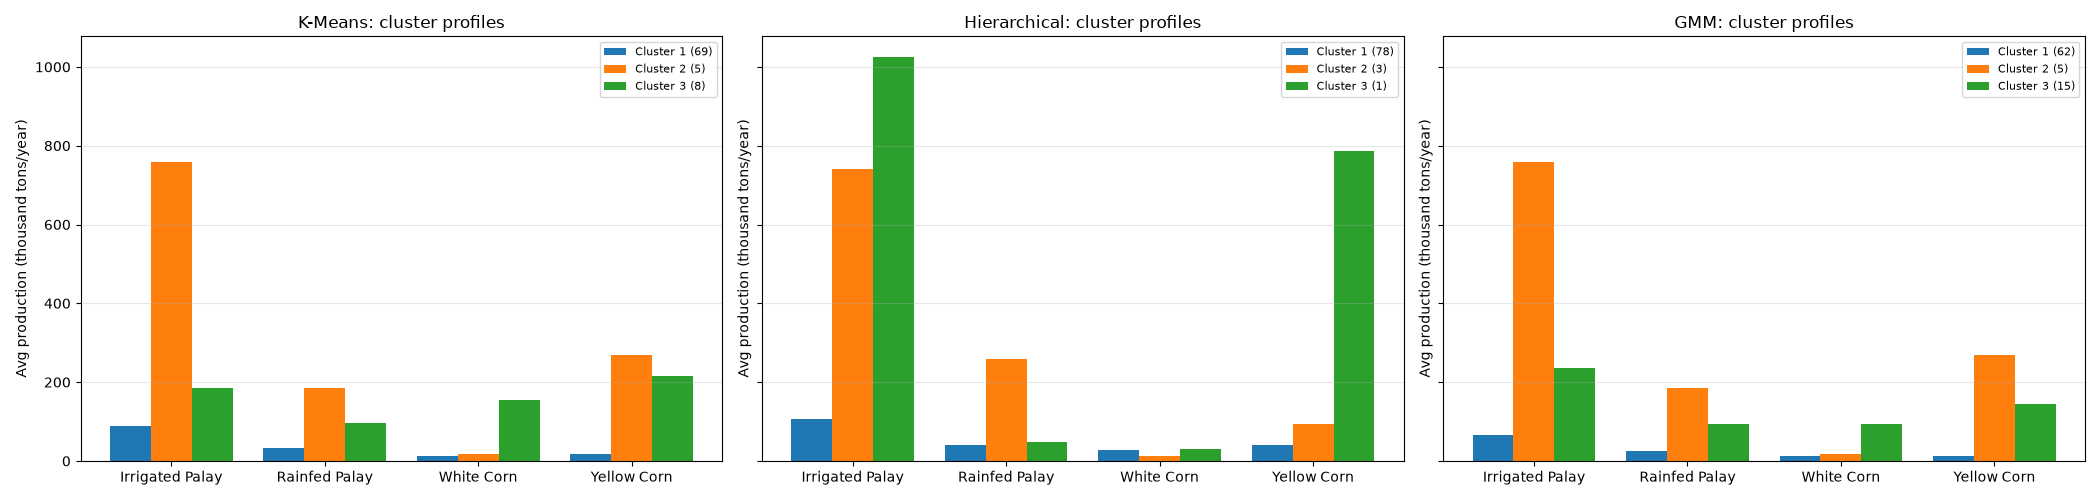 K-Means: cluster profiles
Avg production (thousand tons/year)
1000
800
600
400
200
0
Cluster 1 (69)
Cluster 2 (5)
Cluster 3 (8)
Irrigated Palay
Rainfed Palay
White Corn
Yellow Corn
Hierarchical: cluster profiles
Avg production (thousand tons/year)
Cluster 1 (78)
Cluster 2 (3)
Cluster 3 (1)
Irrigated Palay
Rainfed Palay
White Corn
Yellow Corn
GMM: cluster profiles
Avg production (thousand tons/year)
Cluster 1 (62)
Cluster 2 (5)
Cluster 3 (15)
Irrigated Palay
Rainfed Palay
White Corn
Yellow Corn